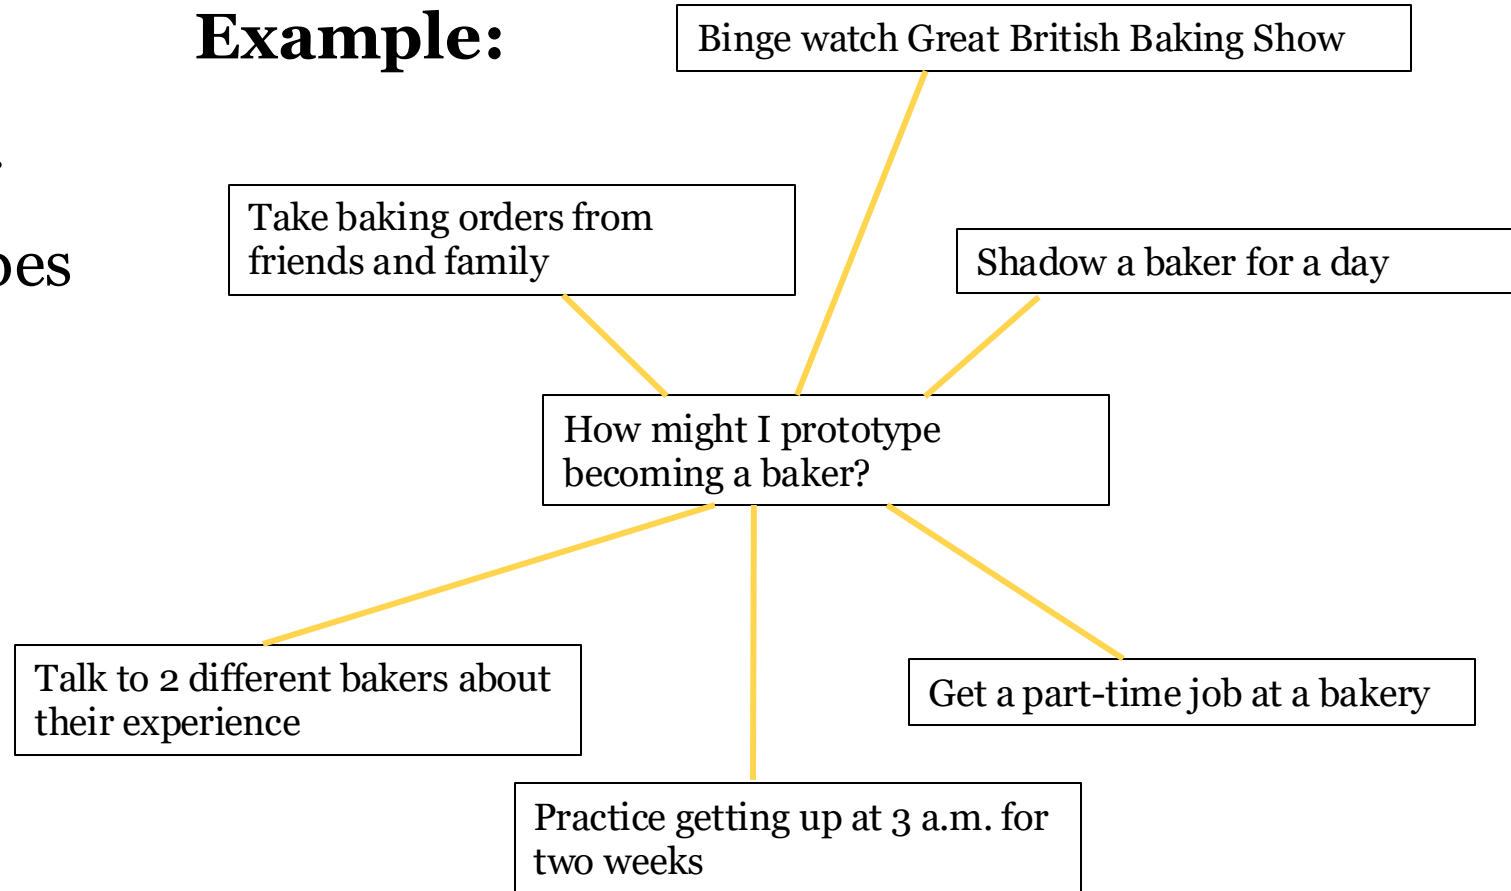 Example:
Binge watch Great British Baking Show
Take baking orders from
friends and family
Shadow a baker for a day
How might I prototype
becoming a baker?
Talk to 2 different bakers about
their experience
Get a part-time job at a bakery
Practice getting up at 3 a.m. for
two weeks